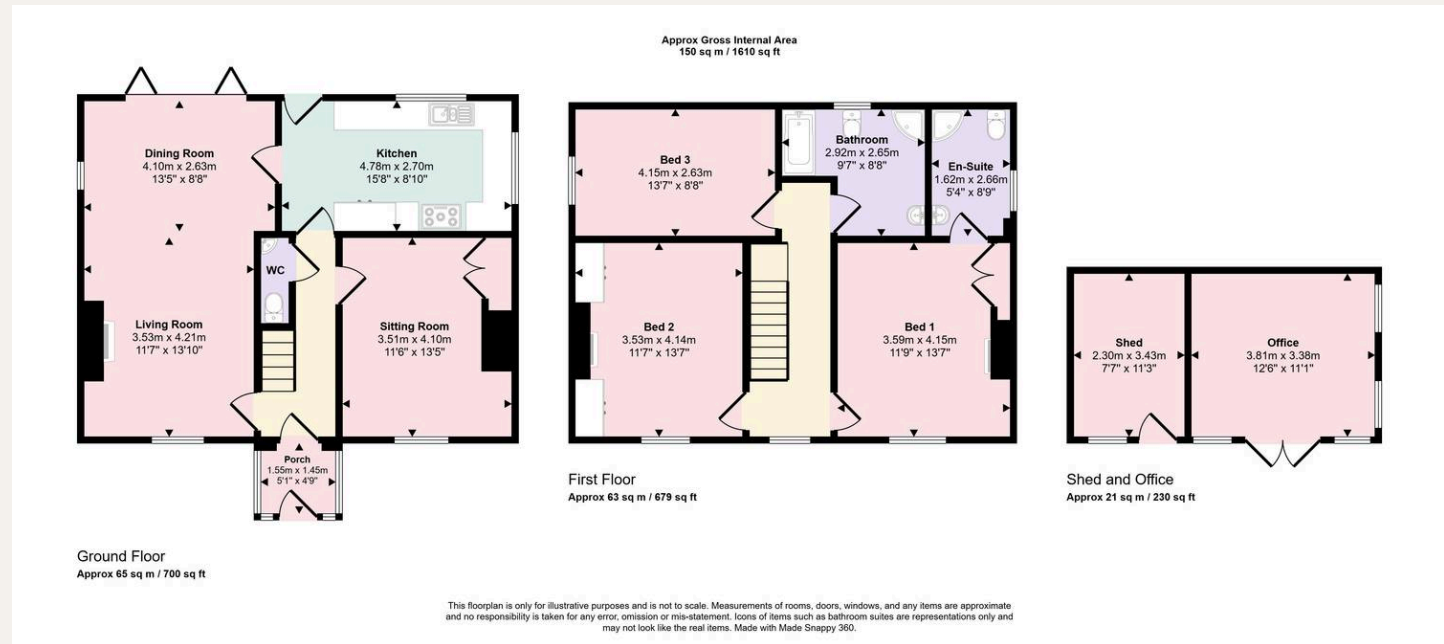 Approx Gross Internal Area
150 sq m / 1610 sq ft
Dining Room
4.10m x 2.63m
13'5" x 8'8"
Kitchen
4.78m x 2.70m
15'8" x 8'10"
WC
Living Room
3.53m x 4.21m
11'7" x 13'10"
Sitting Room
3.51m x 4.10m
11'6" x 13'5"
Porch
1.55m x 1.45m
5'1" x 4'9"
Ground Floor
Approx 65 sq m / 700 sq ft
Bed 3
4.15m x 2.63m
13'7" x 8'8"
Bathroom
2.92m x 2.65m
9'7" x 8'8"
En-Suite
1.62m x 2.66m
5'4" x 8'9"
Bed 2
3.53m x 4.14m
11'7" x 13'7"
Bed 1
3.59m x 4.15m
11'9" x 13'7"
First Floor
Approx 63 sq m / 679 sq ft
Shed
2.30m x 3.43m
7'7" x 11'3"
Office
3.81m x 3.38m
12'6" x 11'1"
Shed and Office
Approx 21 sq m / 230 sq ft
This floorplan is only for illustrative purposes and is not to scale. Measurements of rooms, doors, windows, and any items are approximate
and no responsibility is taken for any error, omission or mis-statement. Icons of items such as bathroom suites are representations only and
may not look like the real items. Made with Made Snappy 360.